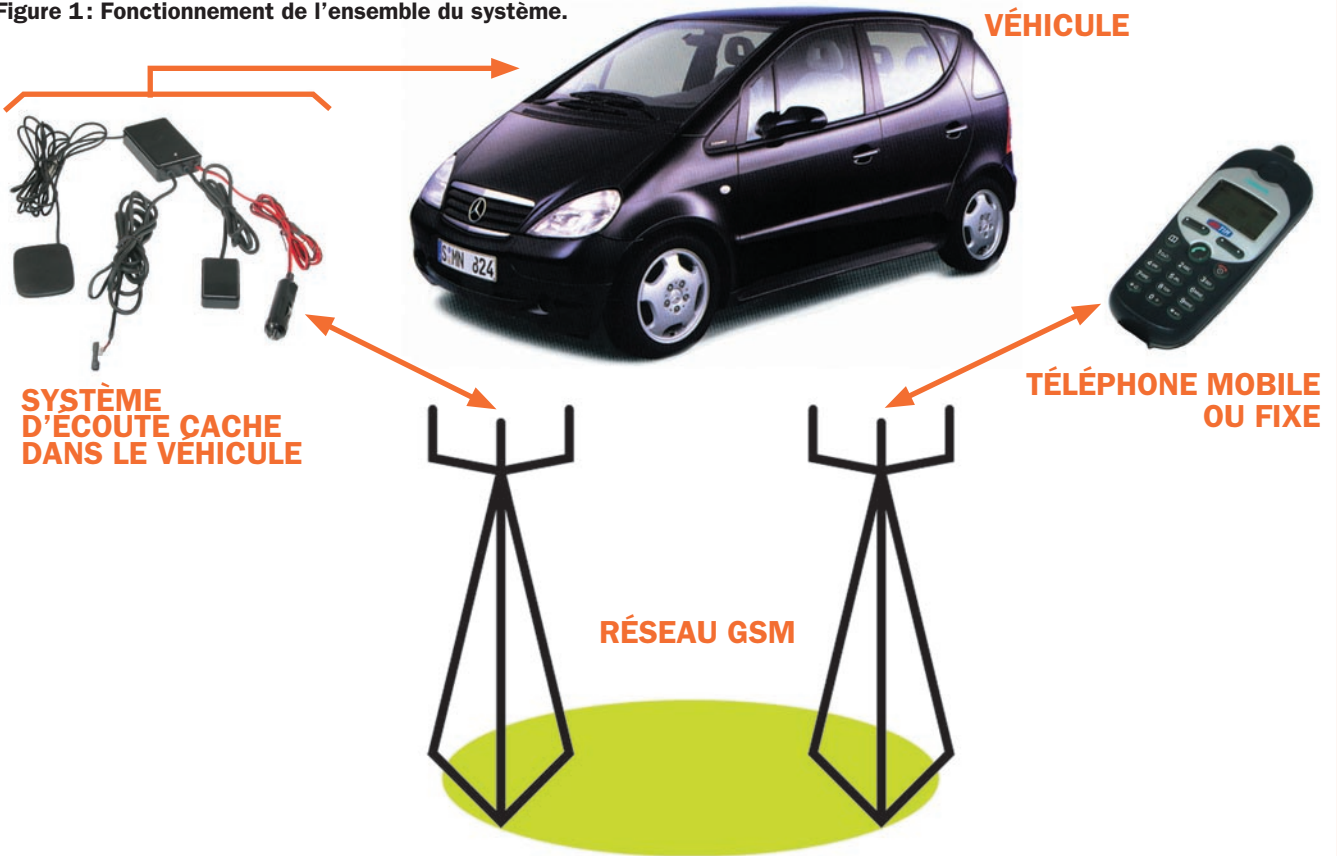 Figure 1: Fonctionnement de l'ensemble du système.
VÉHICULE
S MN 824
SYSTÈME
D'ÉCOUTE CACHE
DANS LE VÉHICULE
TÉLÉPHONE MOBILE
OU FIXE
RÉSEAU GSM